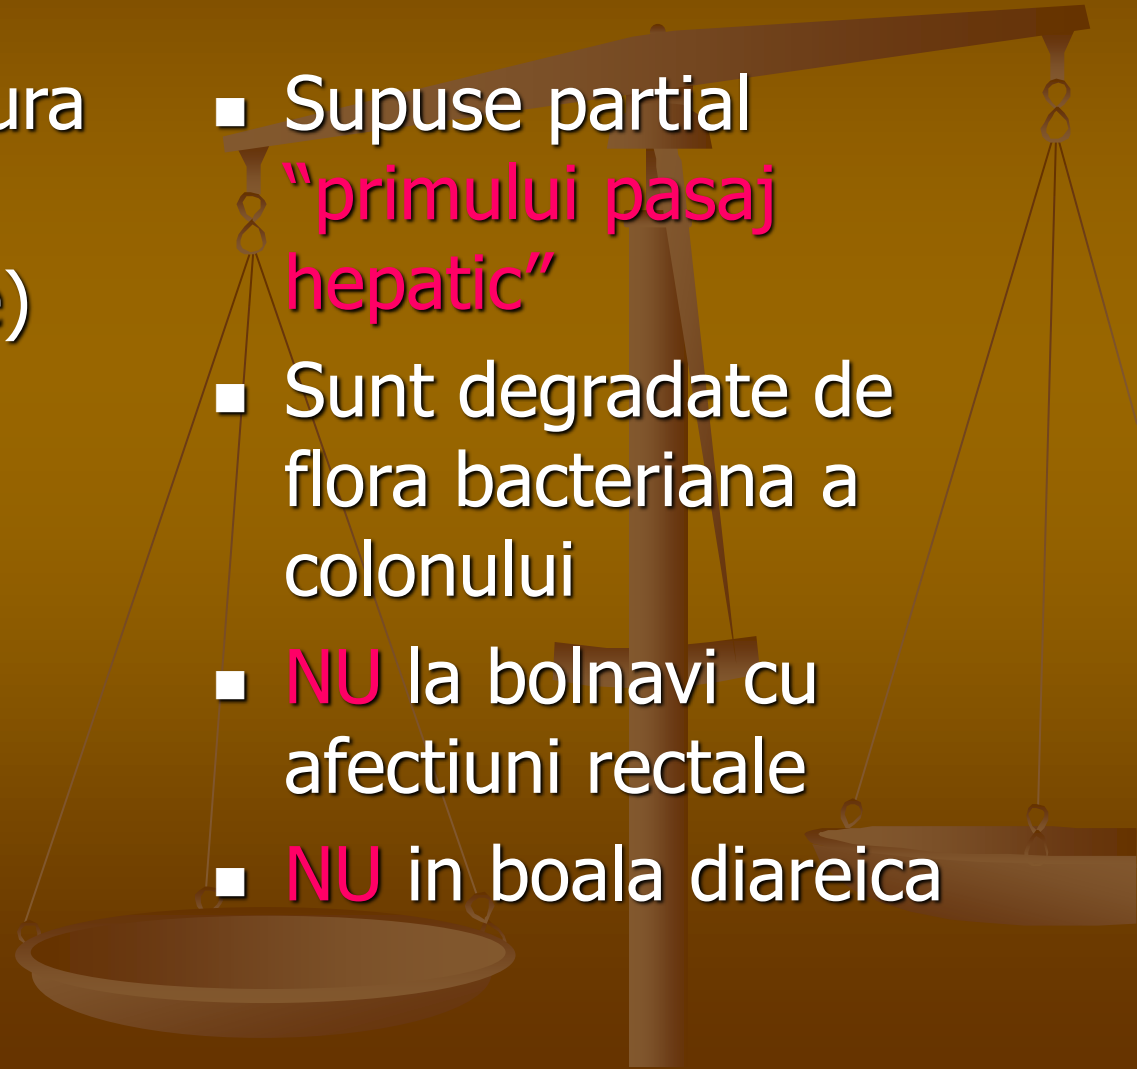 Supuse partial
“primului pasaj
hepatic”
Sunt degradate de
flora bacteriana a
colonului
NU la bolnavi cu
afectiuni rectale
NU in boala diareica